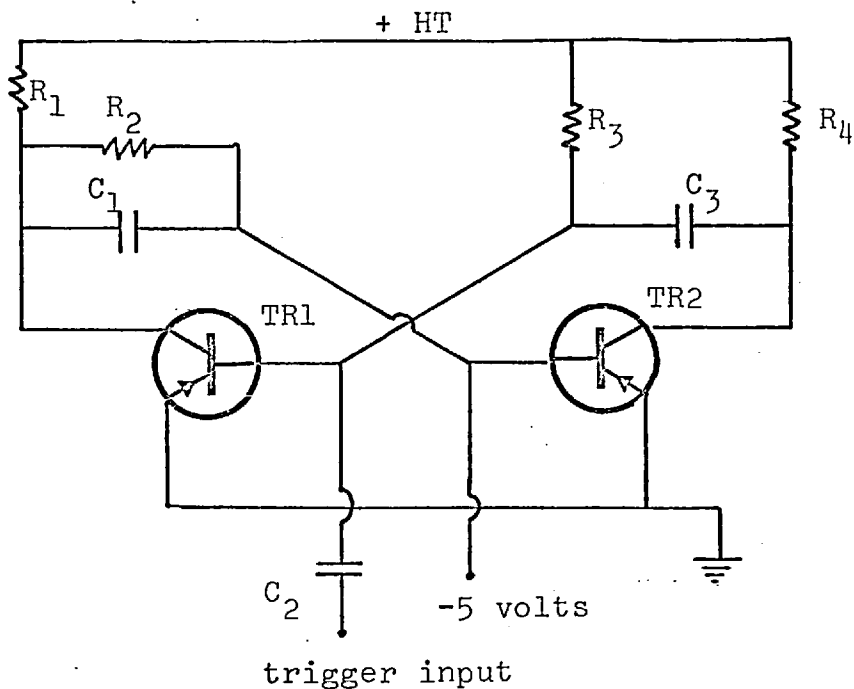 + HT
R1
R2
R3
R4
C1
C3
TR1
TR2
C2
-5 volts
trigger input